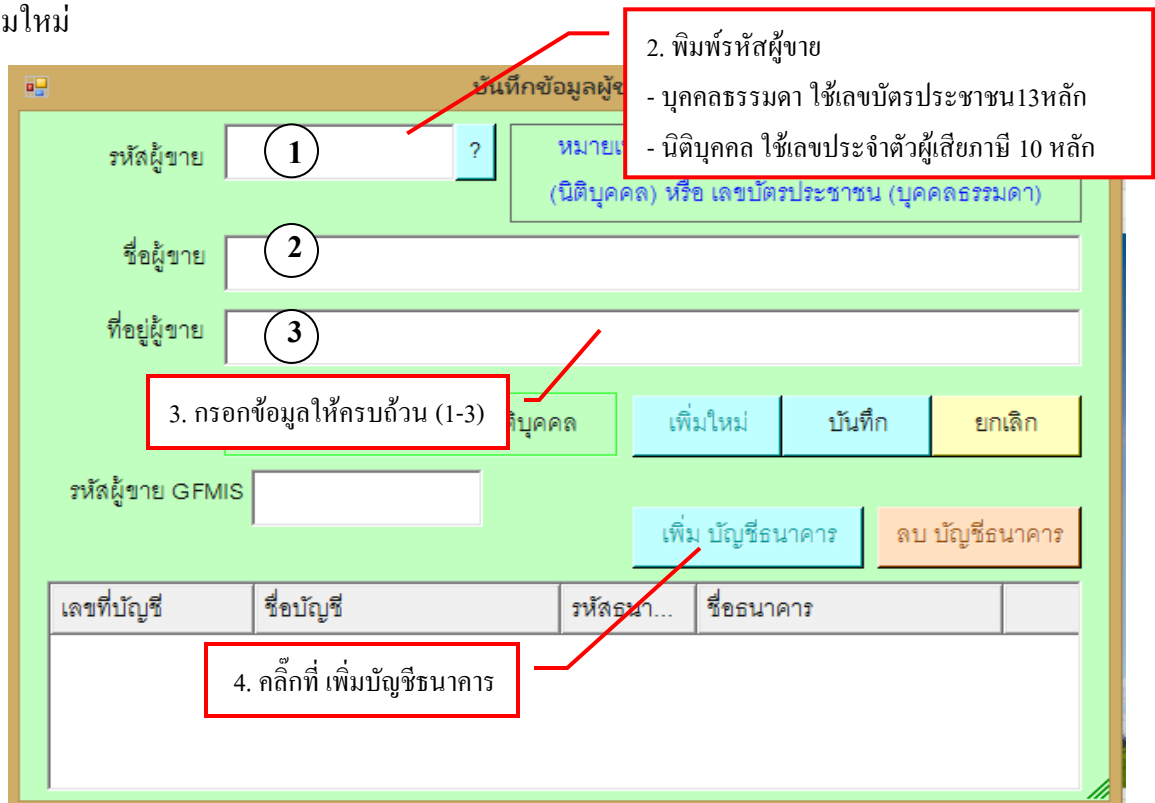 มใหม่
2. พิมพ์รหัสผู้ขาย
- บุคคลธรรมดา ใช้เลขบัตรประชาชน13หลัก
- นิติบุคคล ใช้เลขประจำตัวผู้เสียภาษี 10 หลัก
บันทึกข้อมูลผู้ข
รหัสผู้ขาย
1
?
หมายเ
(นิติบุคคล) หรือ เลขบัตรประชาชน (บุคคลธรรมดา)
ชื่อผู้ขาย
2
ที่อยู่ผู้ขาย
3
3. กรอกข้อมูลให้ครบถ้วน (1-3)
ติบุคคล
เพิ่มใหม่
บันทึก
ยกเลิก
รหัสผู้ขาย GFMIS
เพิ่ม บัญชีธนาคาร
ลบ บัญชีธนาคาร
เลขที่บัญชี
ชื่อบัญชี
รหัสธนา...
ชื่อธนาคาร
4. คลิ๊กที่ เพิ่มบัญชีธนาคาร